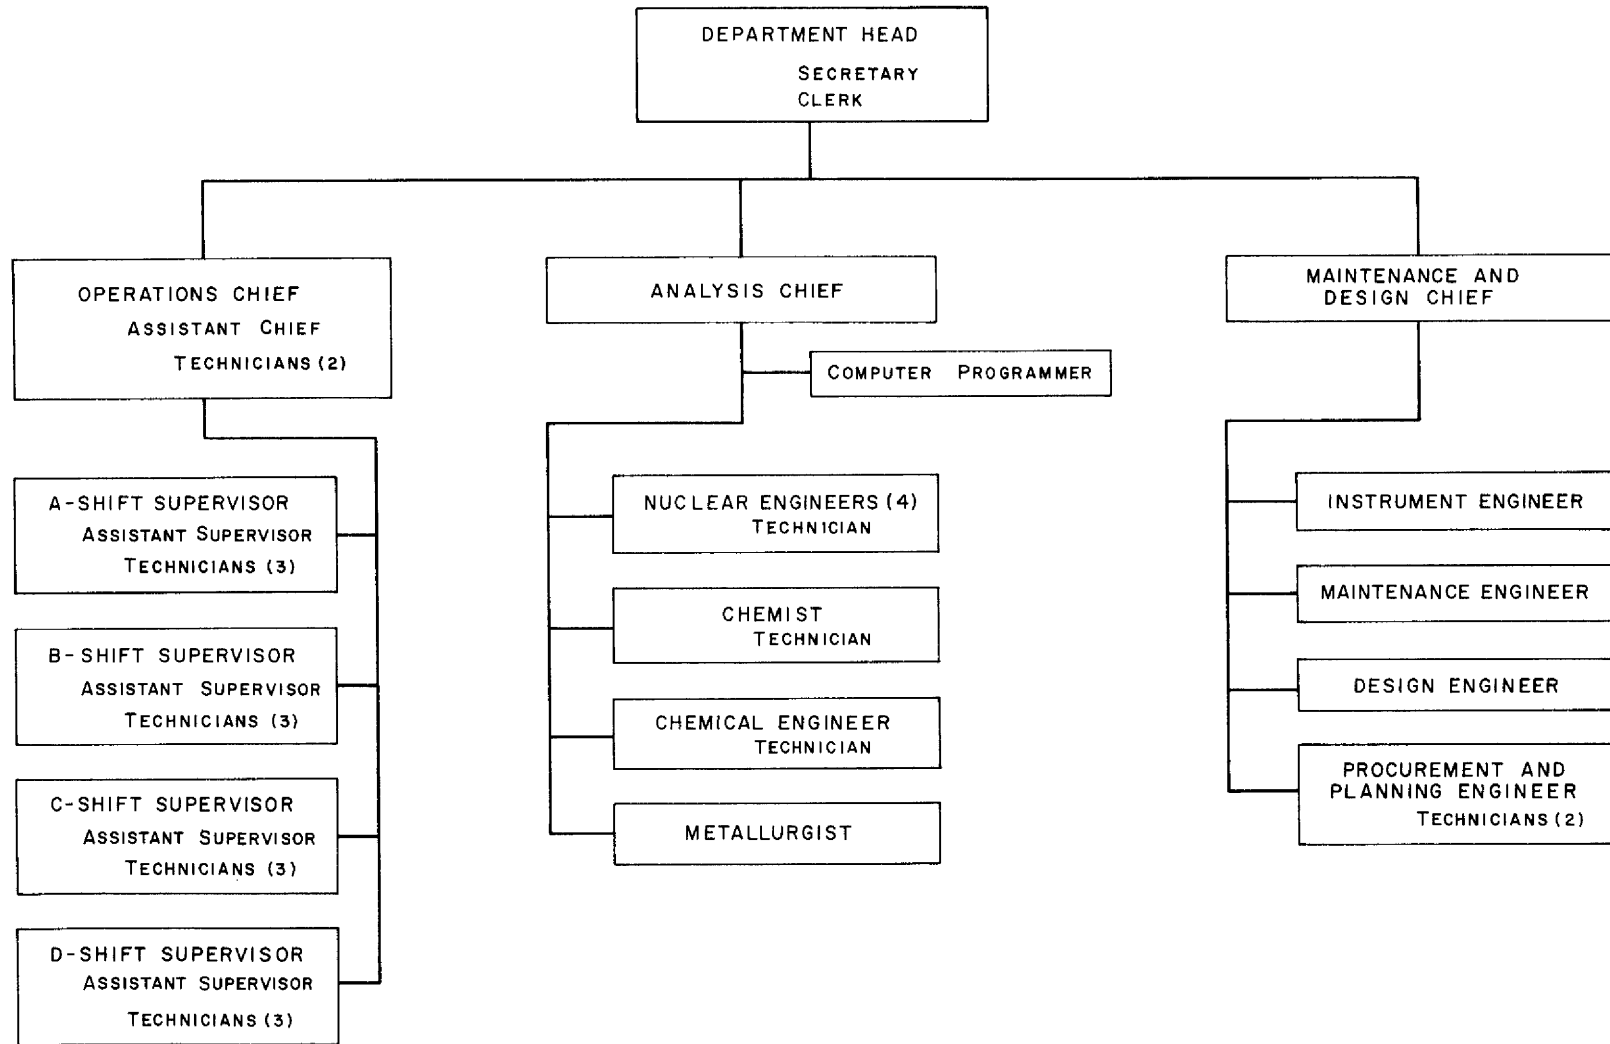 DEPARTMENT HEAD
SECRETARY
CLERK
OPERATIONS CHIEF
ASSISTANT CHIEF
TECHNICIANS (2)
ANALYSIS CHIEF
COMPUTER PROGRAMMER
MAINTENANCE AND
DESIGN CHIEF
A-SHIFT SUPERVISOR
ASSISTANT SUPERVISOR
TECHNICIANS (3)
B-SHIFT SUPERVISOR
ASSISTANT SUPERVISOR
TECHNICIANS (3)
C-SHIFT SUPERVISOR
ASSISTANT SUPERVISOR
TECHNICIANS (3)
D-SHIFT SUPERVISOR
ASSISTANT SUPERVISOR
TECHNICIANS (3)
NUCLEAR ENGINEERS (4)
TECHNICIAN
CHEMIST
TECHNICIAN
CHEMICAL ENGINEER
TECHNICIAN
METALLURGIST
INSTRUMENT ENGINEER
MAINTENANCE ENGINEER
DESIGN ENGINEER
PROCUREMENT AND
PLANNING ENGINEER
TECHNICIANS (2)